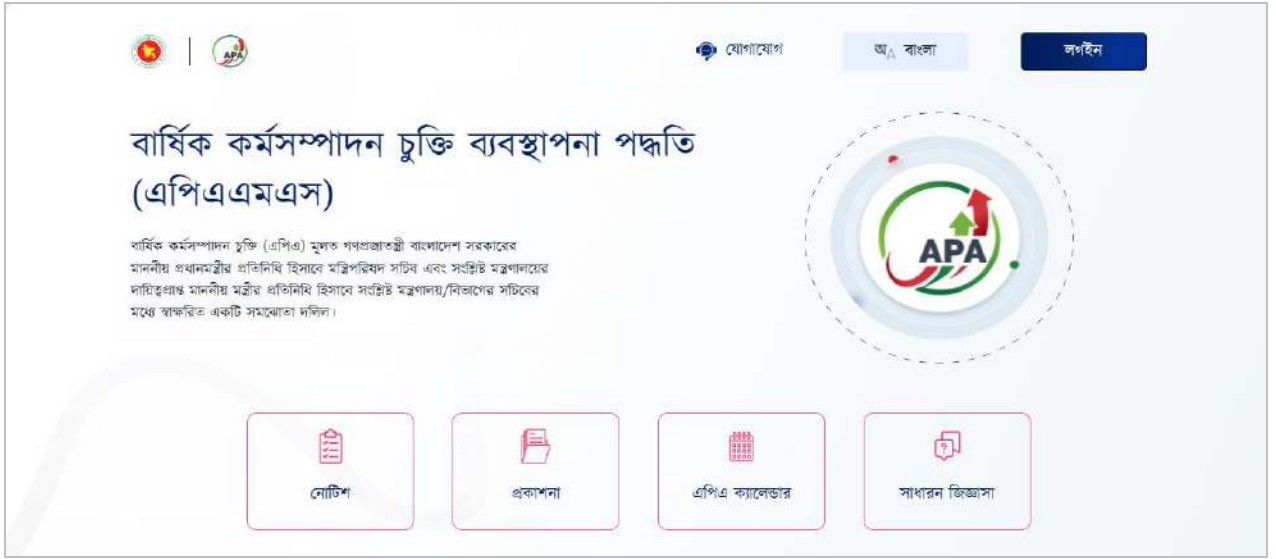 APA
যোগাযোগ
অA বাংলা
লগইন
বার্ষিক কর্মসম্পাদন চুক্তি ব্যবস্থাপনা পদ্ধতি
(এপিএএমএস)
বার্ষিক কর্মসম্পাদন চুক্তি (এপিএ) মূলত গণপ্রজাতন্ত্রী বাংলাদেশ সরকারের
মাননীয় প্রধানমন্ত্রীর প্রতিনিধি হিসাবে মন্ত্রিপরিষদ সচিব এবং সংশ্লিষ্ট মন্ত্রণালয়ের
দায়িত্বপ্রাপ্ত মাননীয় মন্ত্রীর প্রতিনিধি হিসাবে সংশ্লিষ্ট মন্ত্রণালয়/বিভাগের সচিবের
মধ্যে স্বাক্ষরিত একটি সমঝোতা দলিল।
APA
নোটিশ
প্রকাশনা
এপিএ ক্যালেন্ডার
সাধারন জিজ্ঞাসা